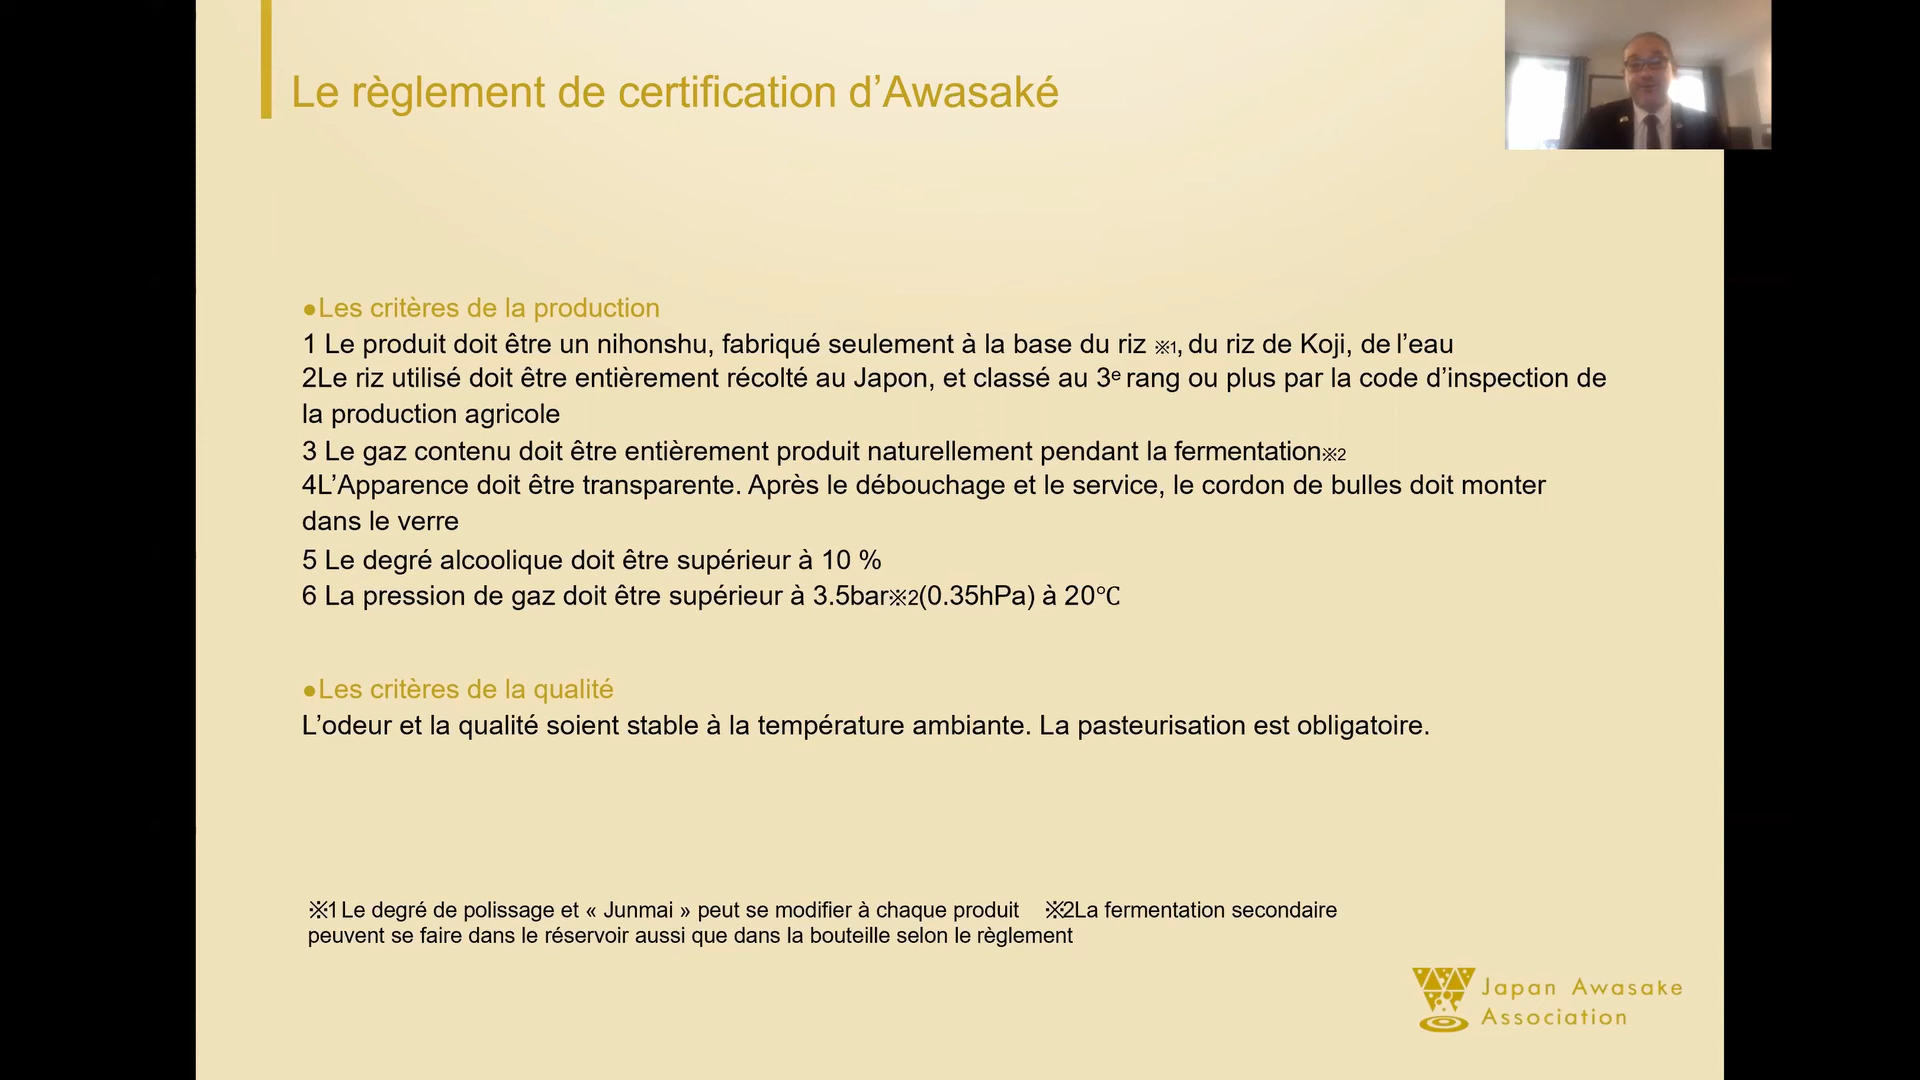 Le règlement de certification d’Awasaké
●Les critères de la production
1 Le produit doit être un nihonshu, fabriqué seulement à la base du riz ※1, du riz de Koji, de l’eau
2Le riz utilisé doit être entièrement récolté au Japon, et classé au 3e rang ou plus par la code d’inspection de
la production agricole
3 Le gaz contenu doit être entièrement produit naturellement pendant la fermentation※2
4L’Apparence doit être transparente. Après le débouchage et le service, le cordon de bulles doit monter
dans le verre
5 Le degré alcoolique doit être supérieur à 10 %
6 La pression de gaz doit être supérieur à 3.5bar※2(0.35hPa) à 20℃
●Les critères de la qualité
L’odeur et la qualité soient stable à la température ambiante. La pasteurisation est obligatoire.
※1Le degré de polissage et « Junmai » peut se modifier à chaque produit ※2La fermentation secondaire
peuvent se faire dans le réservoir aussi que dans la bouteille selon le règlement
Japan Awasake
Association